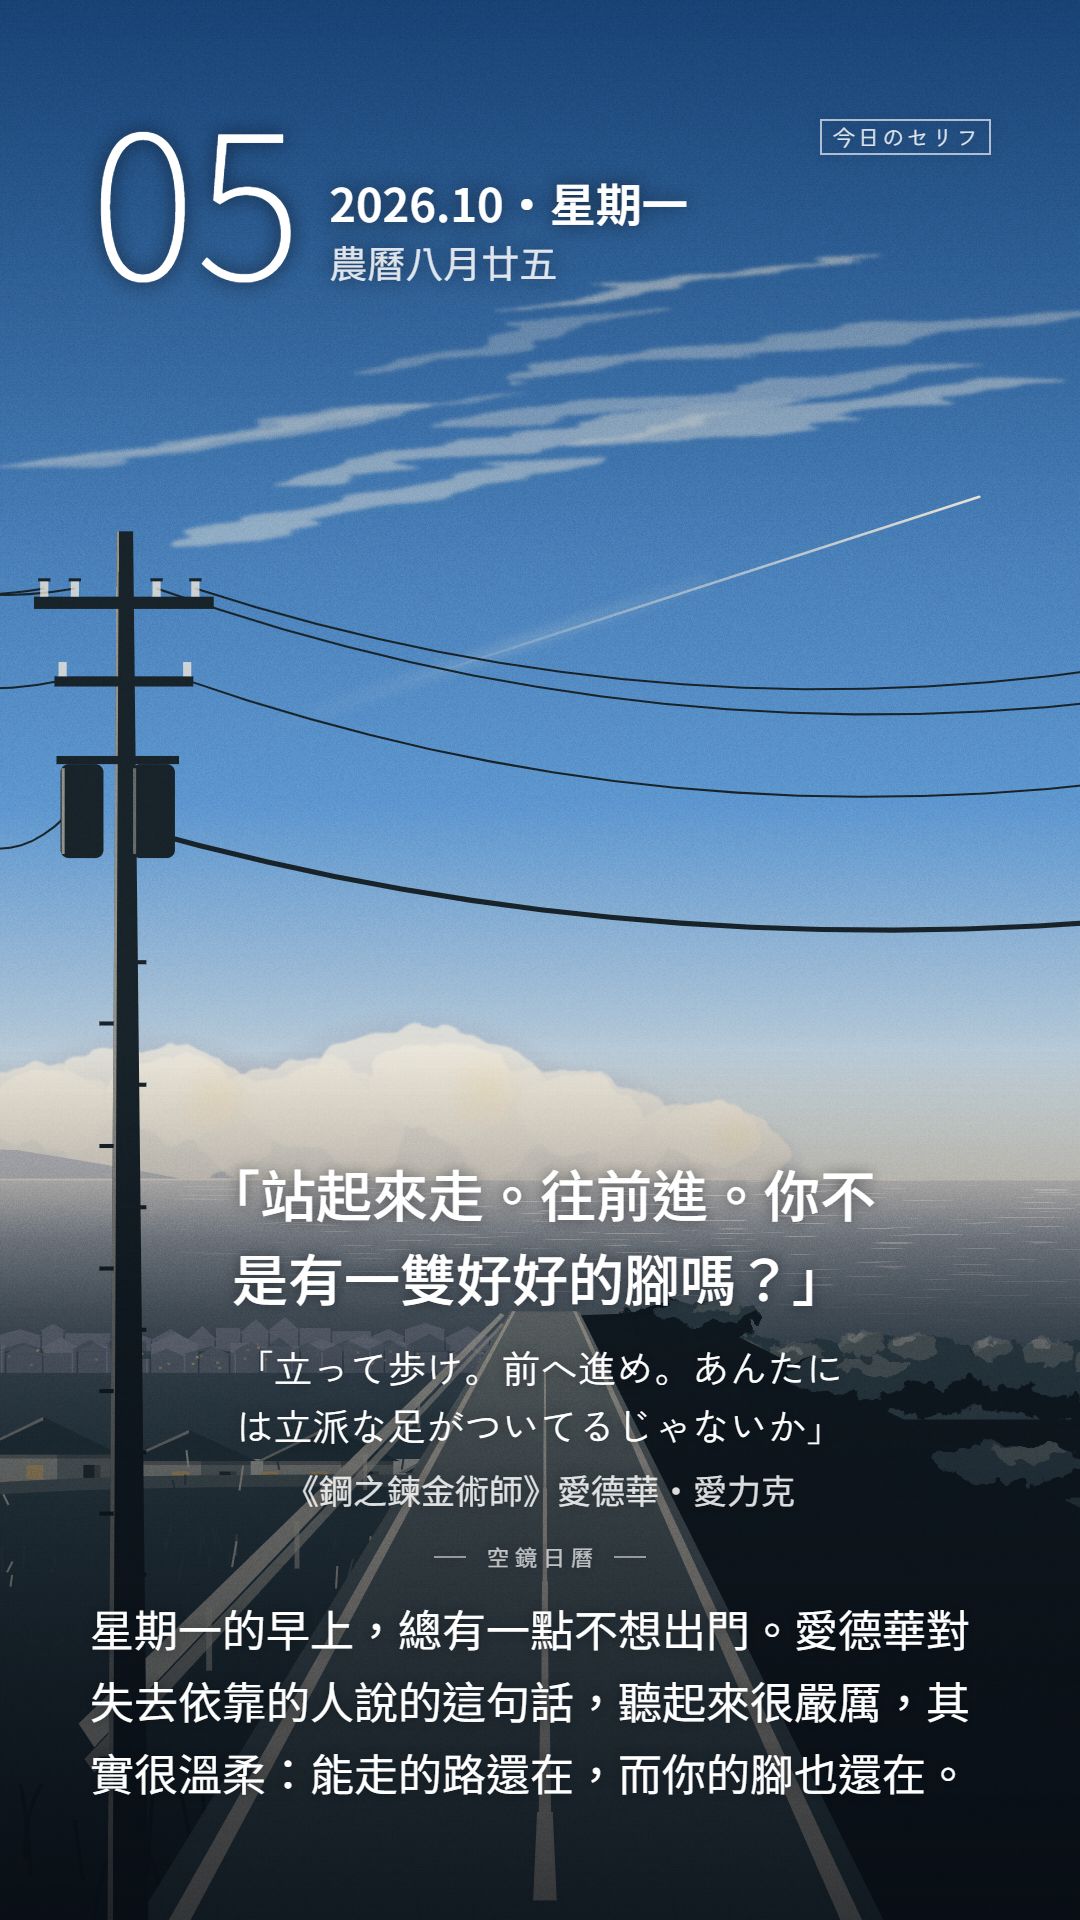 05
今日のセリフ
2026.10・星期一
農曆八月廿五
「站起來走。往前進。你不
是有一雙好好的腳嗎？」
「立って歩け。前へ進め。あんたに
は立派な足がついてるじゃないか」
《鋼之鍊金術師》愛德華・愛力克
— 空鏡日曆 —
星期一的早上，總有一點不想出門。愛德華對
失去依靠的人說的這句話，聽起來很嚴厲，其
實很溫柔：能走的路還在，而你的腳也還在。